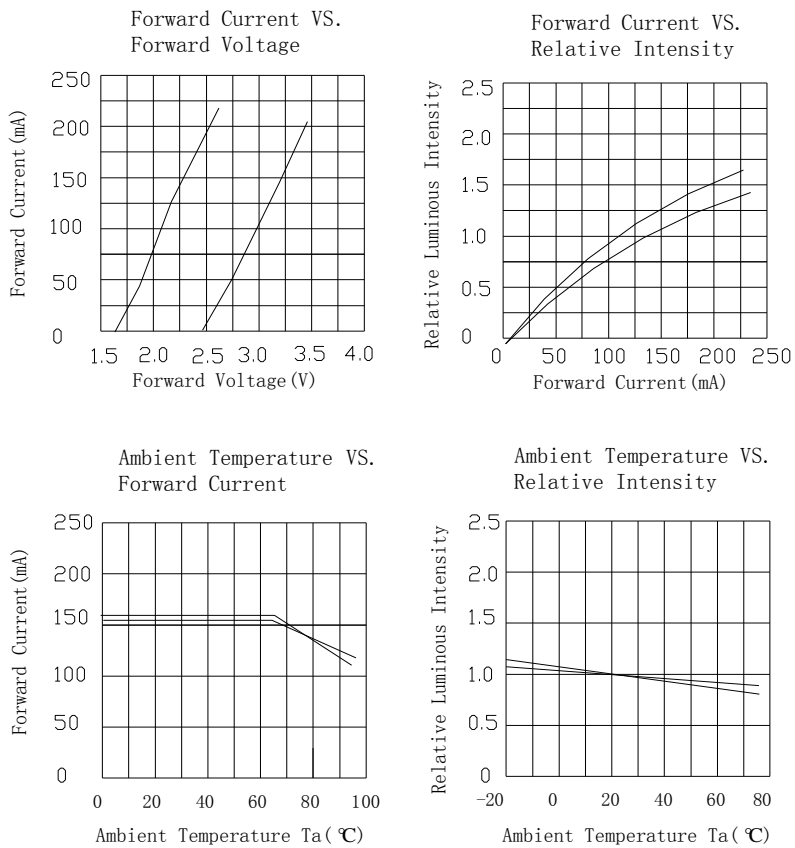 Forward Current VS.
Forward Voltage
Forward Current(mA)
250
200
150
100
50
0
1.5 2.0 2.5 3.0 3.5 4.0
Forward Voltage(V)
Forward Current VS.
Relative Intensity
Relative Luminous Intensity
2.5
2.0
1.5
1.0
0.5
0
0 50 100 150 200 250
Forward Current(mA)
Ambient Temperature VS.
Forward Current
Forward Current(mA)
250
200
150
100
50
0
0 20 40 60 80 100
Ambient Temperature Ta(℃)
Ambient Temperature VS.
Relative Intensity
Relative Luminous Intensity
2.5
2.0
1.5
1.0
0.5
0
-20 0 20 40 60 80
Ambient Temperature Ta(℃)